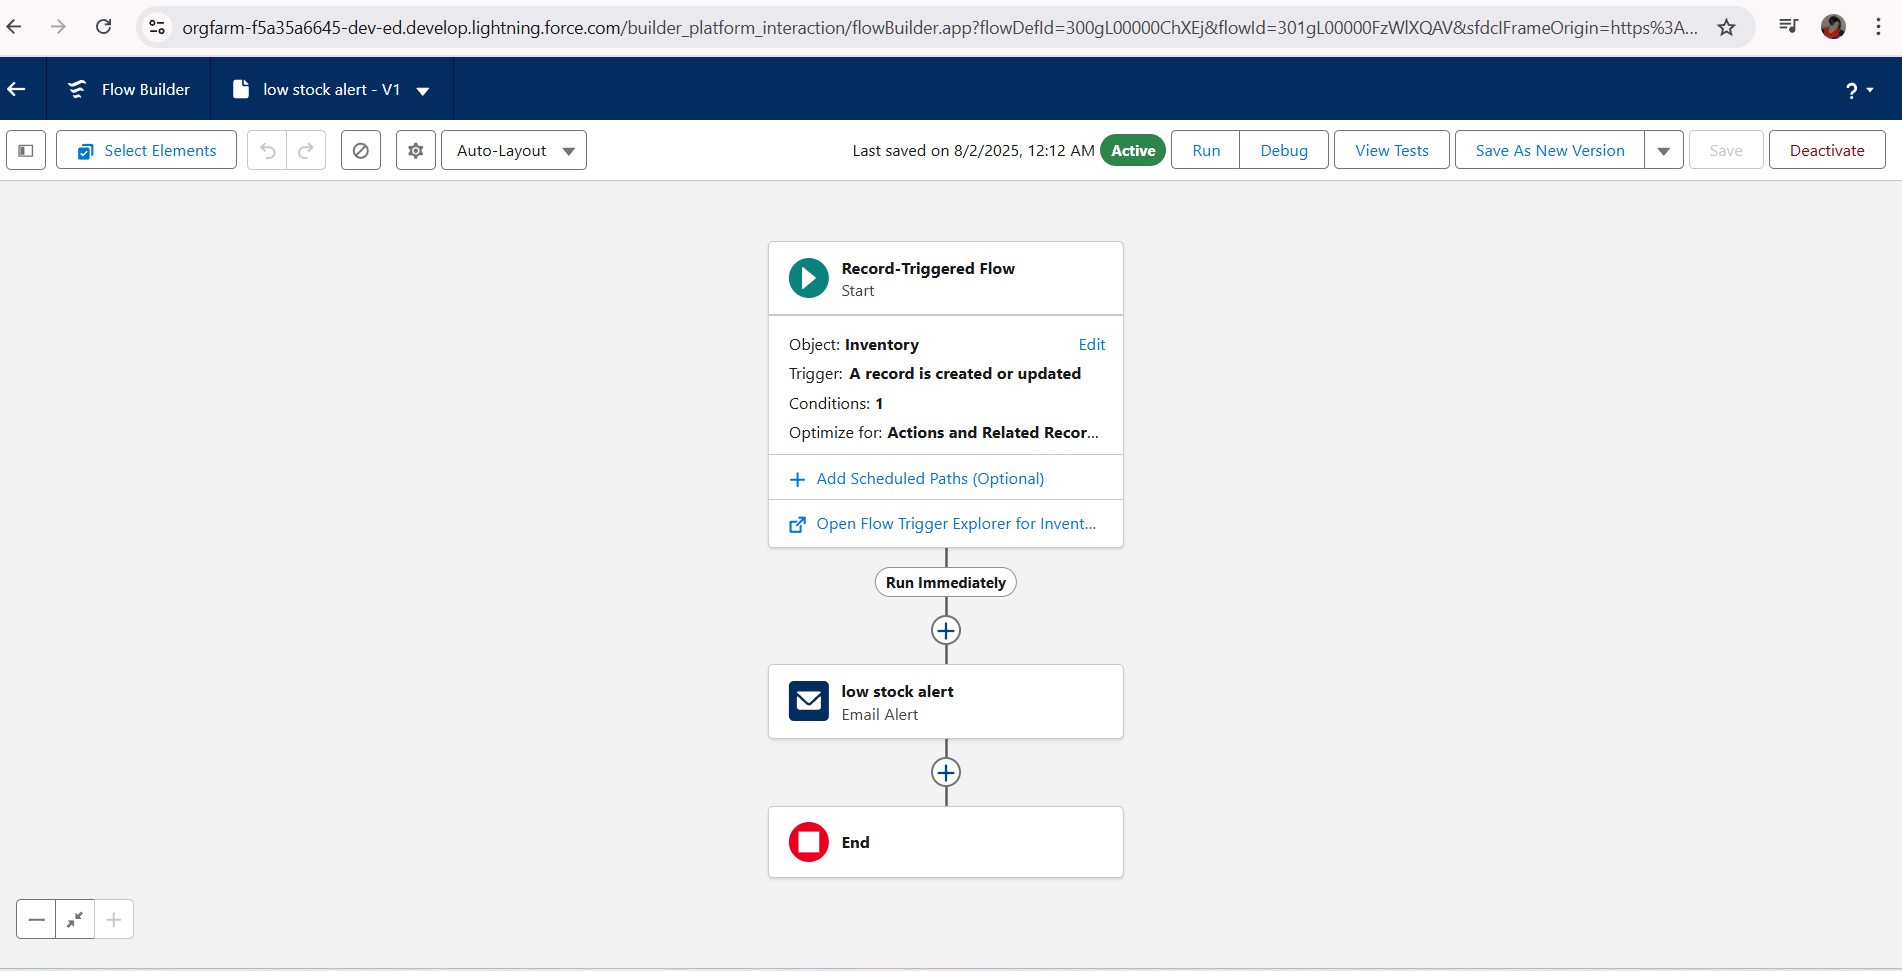 orgfarm-f5a35a6645-dev-ed.develop.lightning.force.com/builder_platform_interaction/flowBuilder.app?flowDefId=300gL00000ChXEj&flowId=301gL00000FzWlXQAV&sfdcIFrameOrigin=https%3A...
Flow Builder
low stock alert - V1
?
Select Elements
Auto-Layout
Last saved on 8/2/2025, 12:12 AM
Active
Run
Debug
View Tests
Save As New Version
Save
Deactivate
Record-Triggered Flow
Start
Object: Inventory
Edit
Trigger: A record is created or updated
Conditions: 1
Optimize for: Actions and Related Recor...
Add Scheduled Paths (Optional)
Open Flow Trigger Explorer for Invent...
Run Immediately
low stock alert
Email Alert
End